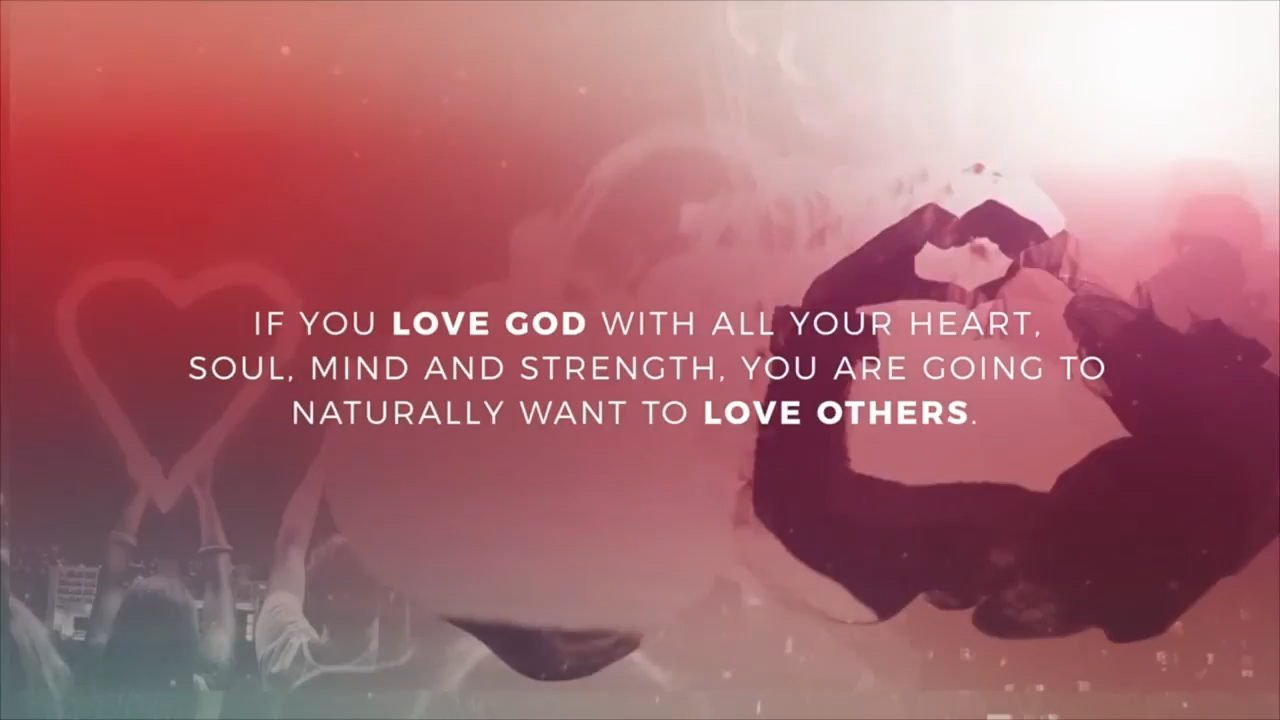 IF YOU LOVE GOD WITH ALL YOUR HEART,
SOUL, MIND AND STRENGTH, YOU ARE GOING TO
NATURALLY WANT TO LOVE OTHERS.